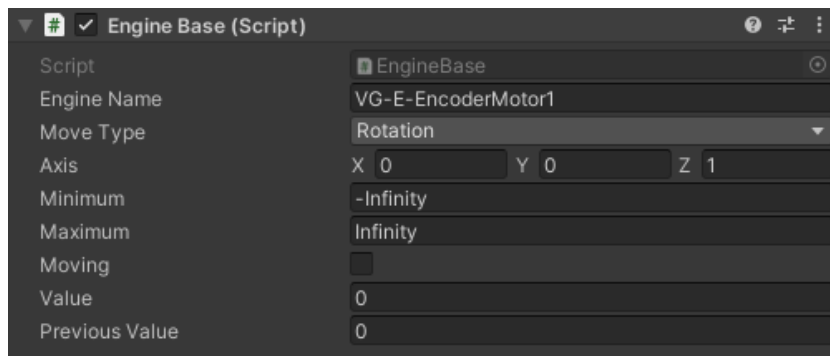 # Engine Base (Script)
Script # EngineBase
Engine Name VG-E-EncoderMotor1
Move Type Rotation
Axis X 0 Y 0 Z 1
Minimum -Infinity
Maximum Infinity
Moving
Value 0
Previous Value 0